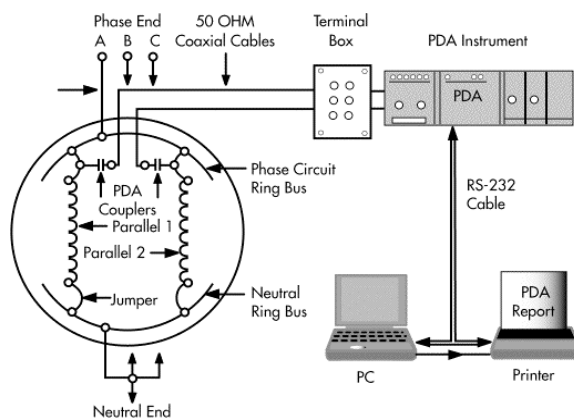 Phase End
A B C
50 OHM
Coaxial Cables
Terminal
Box
PDA Instrument
PDA
Phase Circuit
Ring Bus
PDA
Couplers
Parallel 1
Parallel 2
Jumper
Neutral
Ring Bus
Neutral End
RS-232
Cable
PDA
Report
PC
Printer